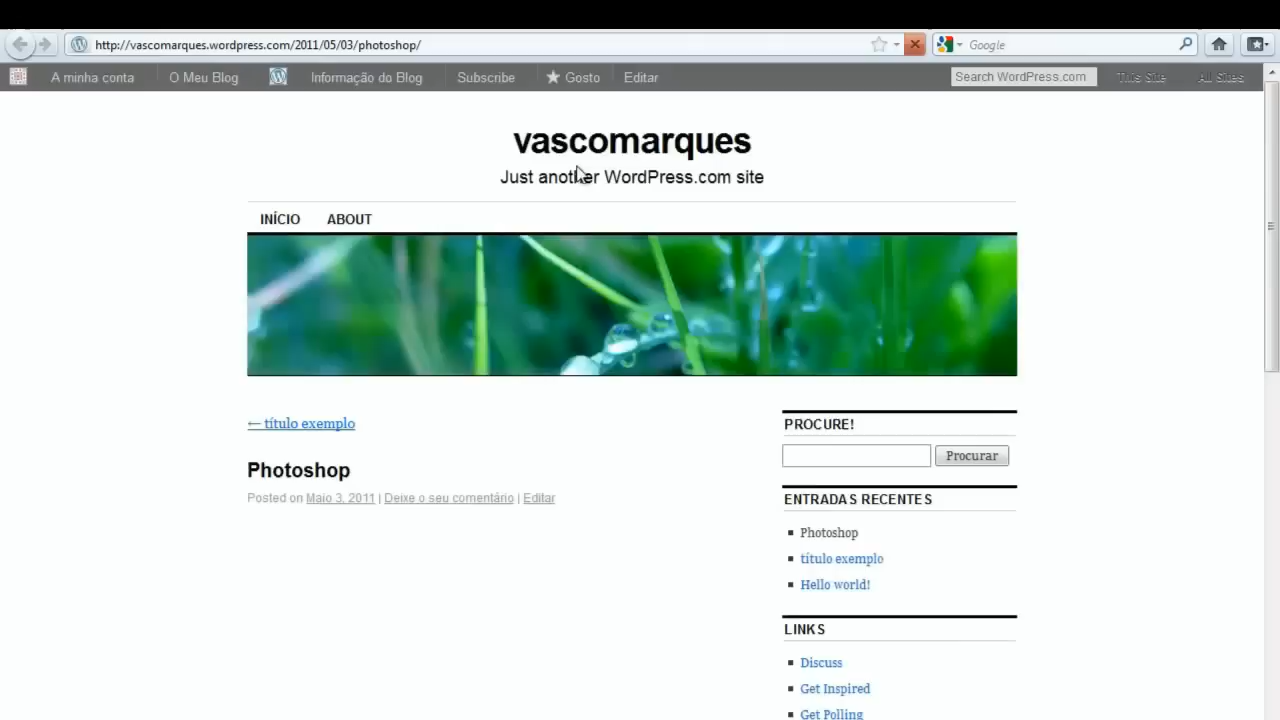 http://vascomarques.wordpress.com/2011/05/03/photoshop/
Google
A minha conta
O Meu Blog
Informação do Blog
Subscribe
Gosto
Editar
Search WordPress.com
This Site
All Sites
vascomarques
Just another WordPress.com site
INÍCIO
ABOUT
← título exemplo
Photoshop
Posted on Maio 3, 2011 | Deixe o seu comentário | Editar
PROCURE!
Procurar
ENTRADAS RECENTES
Photoshop
título exemplo
Hello world!
LINKS
Discuss
Get Inspired
Get Polling